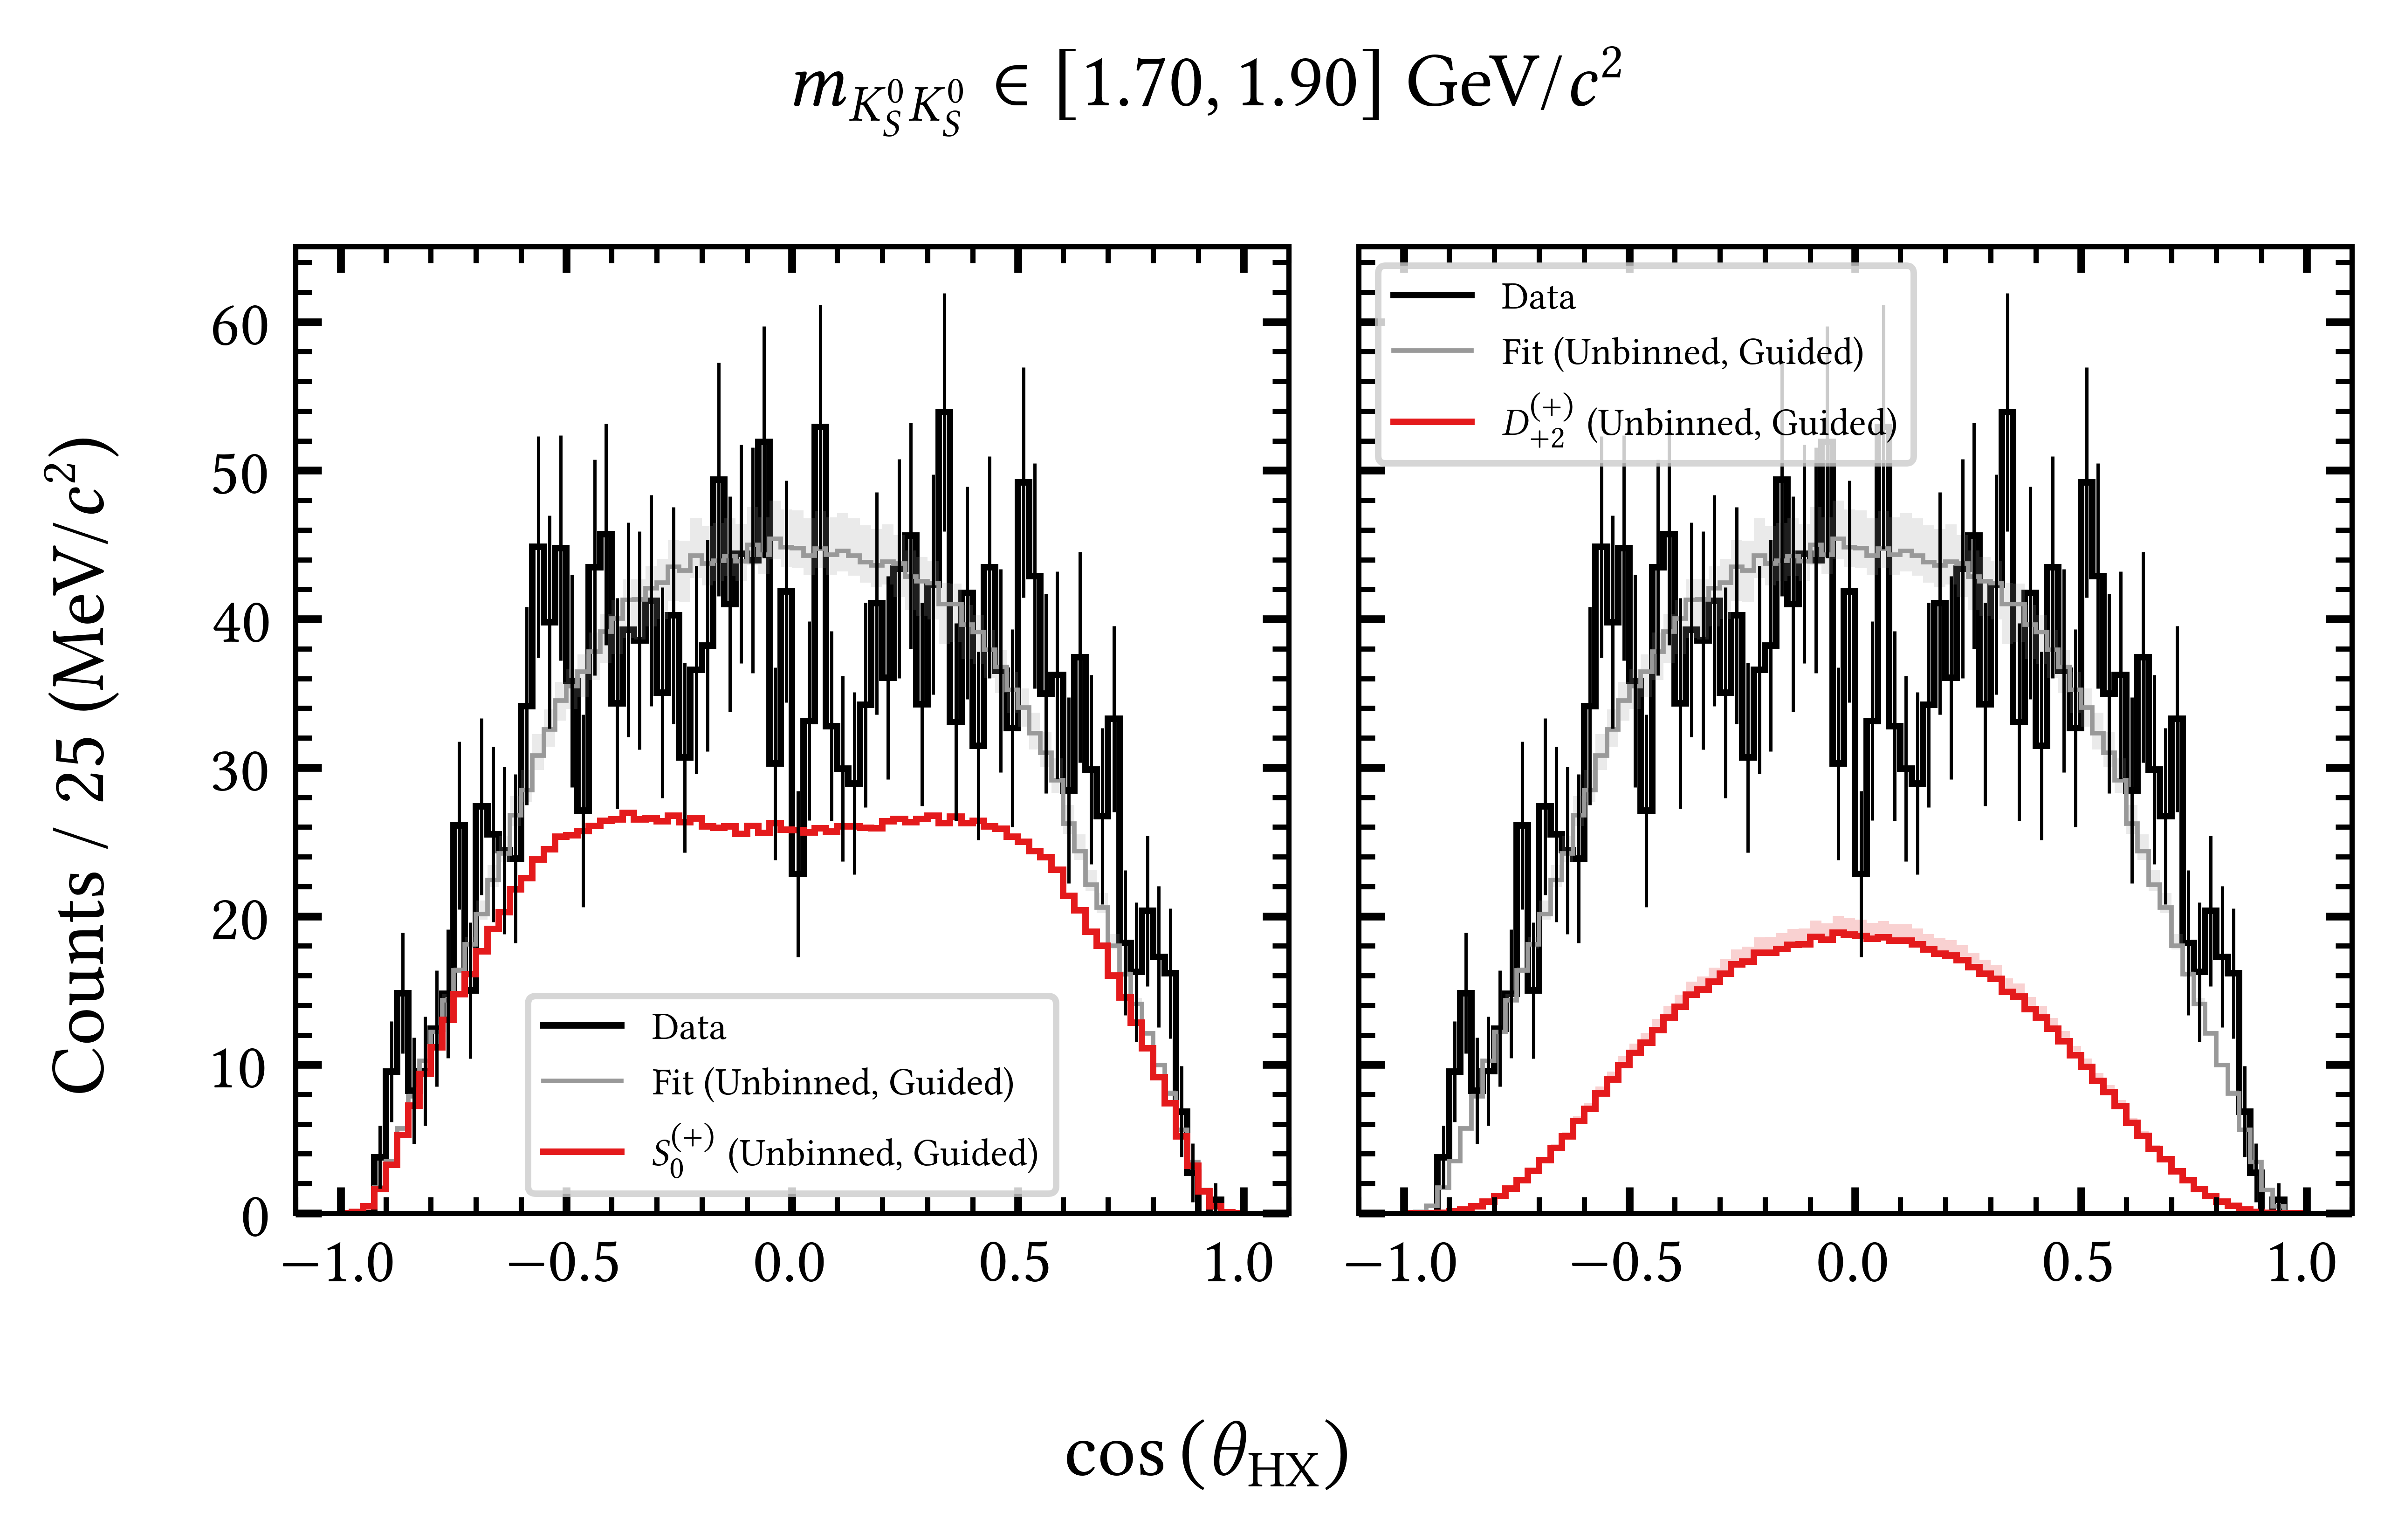 m_{K_S^0 K_S^0} ∈ [1.70, 1.90] GeV/c²
Counts / 25 (MeV/c²)
60
50
40
30
20
10
0
Data
Fit (Unbinned, Guided)
S_0^{(+)} (Unbinned, Guided)
−1.0 −0.5 0.0 0.5 1.0
Data
Fit (Unbinned, Guided)
D_{+2}^{(+)} (Unbinned, Guided)
−1.0 −0.5 0.0 0.5 1.0
cos (θ_{HX})